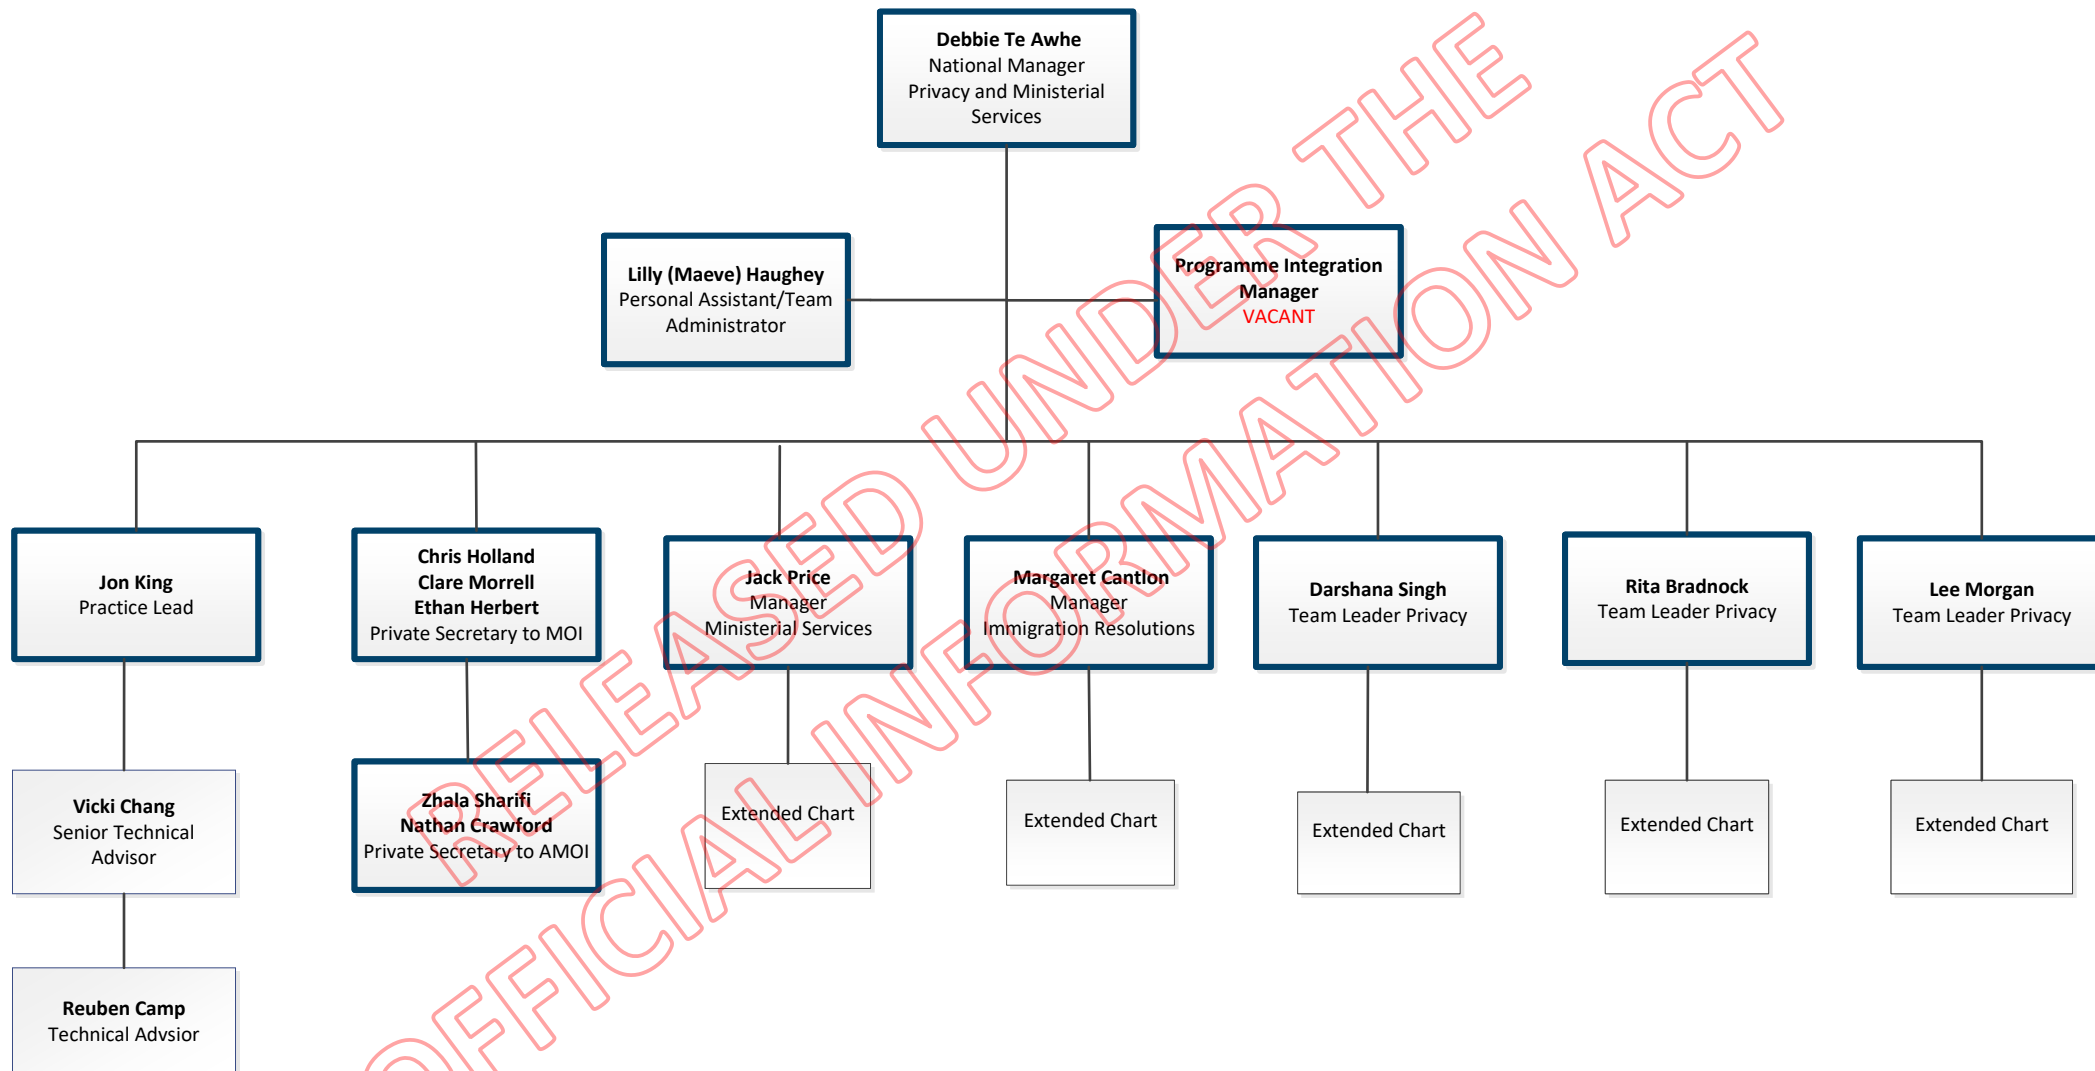 Debbie Te Awhe
National Manager
Privacy and Ministerial
Services
Lilly (Maeve) Haughey
Personal Assistant/Team
Administrator
Programme Integration
Manager
VACANT
Jon King
Practice Lead
Chris Holland
Clare Morrell
Ethan Herbert
Private Secretary to MOI
Jack Price
Manager
Ministerial Services
Margaret Cantlon
Manager
Immigration Resolutions
Darshana Singh
Team Leader Privacy
Rita Bradnock
Team Leader Privacy
Lee Morgan
Team Leader Privacy
Vicki Chang
Senior Technical
Advisor
Zhala Sharifi
Nathan Crawford
Private Secretary to AMOI
Extended Chart
Extended Chart
Extended Chart
Extended Chart
Extended Chart
Reuben Camp
Technical Advsior
RELEASED UNDER THE
OFFICIAL INFORMATION ACT